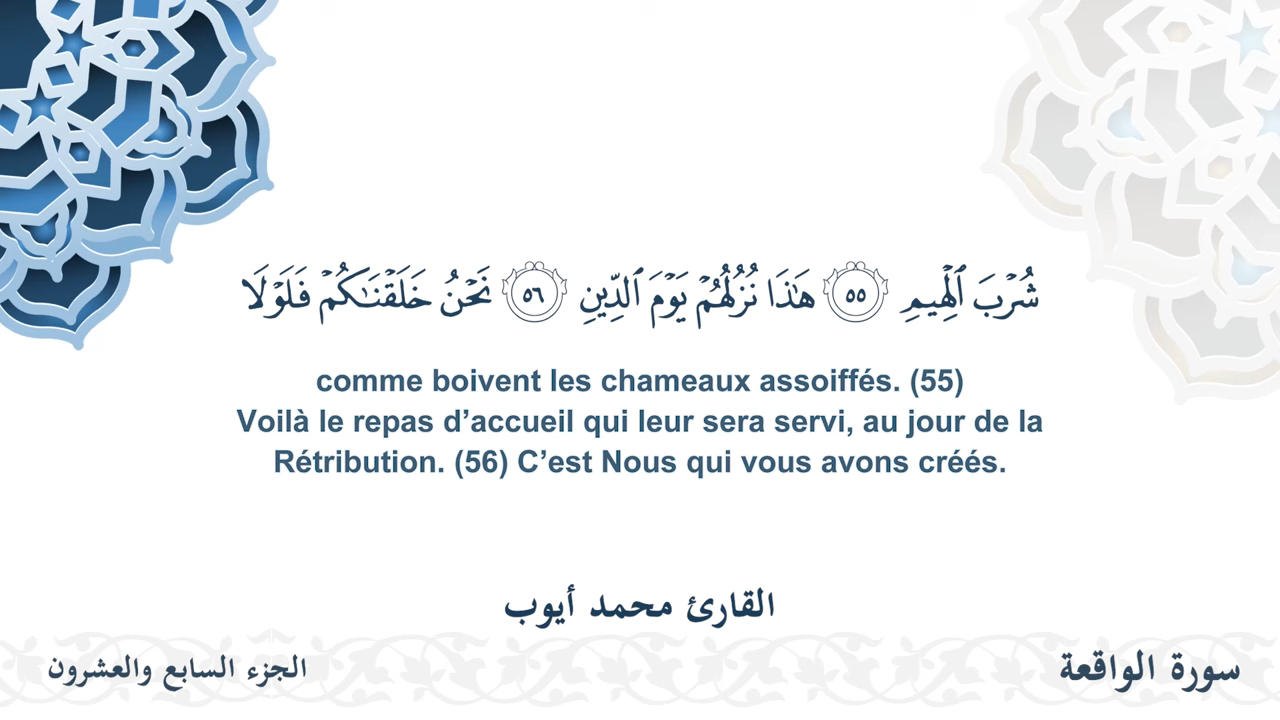 شُرْبَ ٱلْهِيمِ ٥٥ هَـٰذَا نُزُلُهُمْ يَوْمَ ٱلدِّينِ ٥٦ نَحْنُ خَلَقْنَـٰكُمْ فَلَوْلَا
comme boivent les chameaux assoiffés. (55)
Voilà le repas d’accueil qui leur sera servi, au jour de la
Rétribution. (56) C’est Nous qui vous avons créés.
القارئ محمد أيوب
سورة الواقعة
الجزء السابع والعشرون